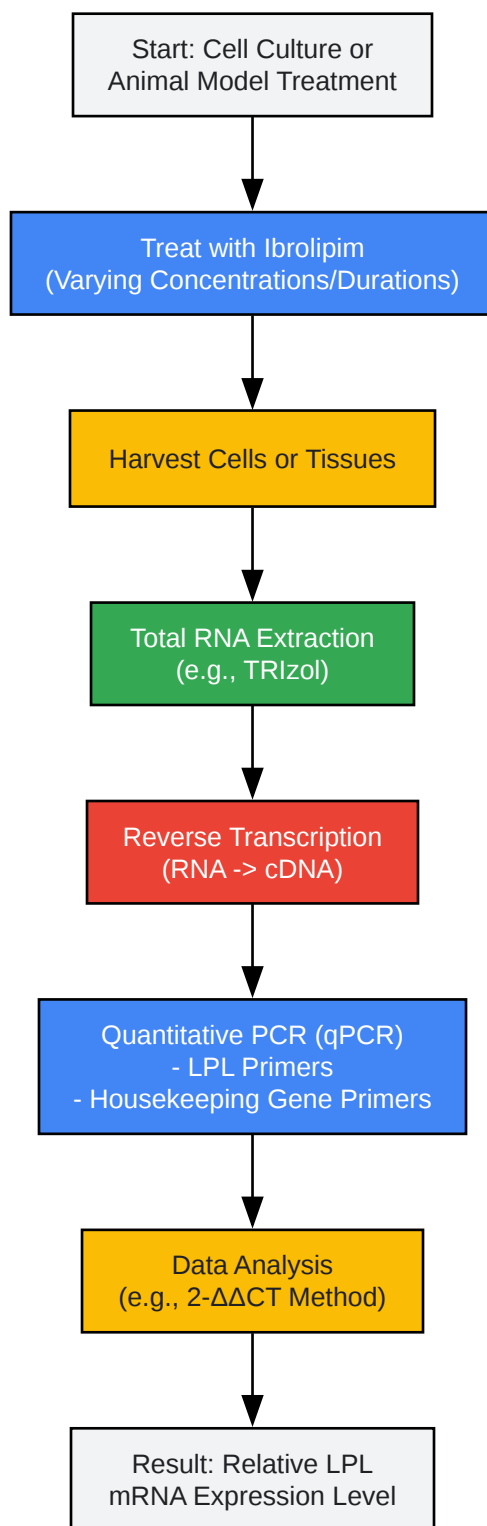 Start: Cell Culture or
Animal Model Treatment
Treat with Ibrolipim
(Varying Concentrations/Durations)
Harvest Cells or Tissues
Total RNA Extraction
(e.g., TRIzol)
Reverse Transcription
(RNA -> cDNA)
Quantitative PCR (qPCR)
- LPL Primers
- Housekeeping Gene Primers
Data Analysis
(e.g., 2-ΔΔCT Method)
Result: Relative LPL
mRNA Expression Level